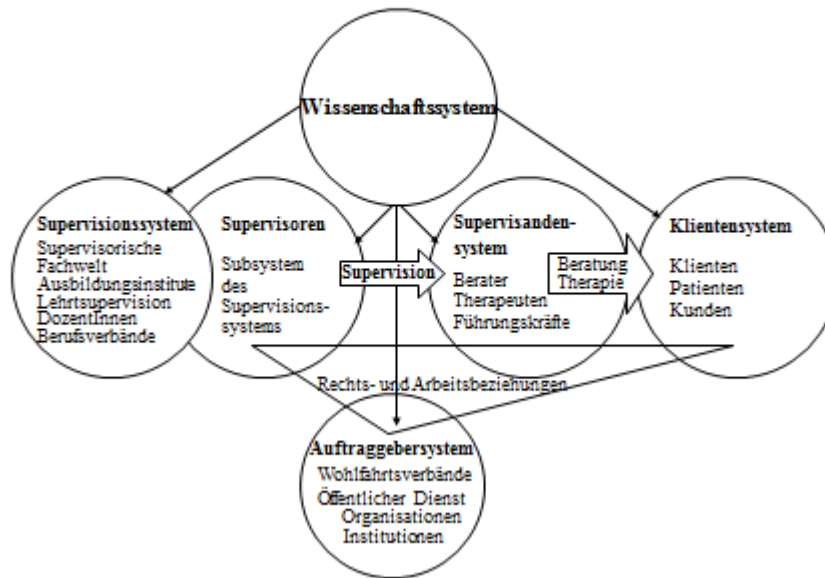 Wissenschaftssystem
Supervisionssystem
Supervisorische
Fachwelt
Ausbildungsinstitute
Lehrtsupervision
DozentInnen
Berufsverbände
Supervisoren
Subsystem
des
Supervisions-
systems
Supervision
Supervisanden-
system
Berater
Therapeuten
Führungskräfte
Beratung
Therapie
Klientensystem
Klienten
Patienten
Kunden
Rechts- und Arbeitsbeziehungen
Auftraggebersystem
Wohlfahrtsverbände
Öffentlicher Dienst
Organisationen
Institutionen